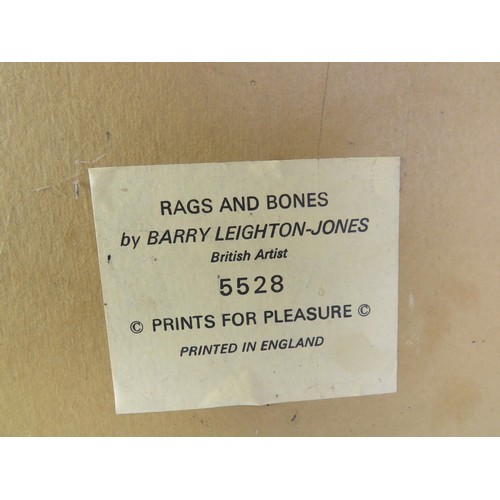 RAGS AND BONES
by BARRY LEIGHTON-JONES
British Artist
5528
© PRINTS FOR PLEASURE ©
PRINTED IN ENGLAND